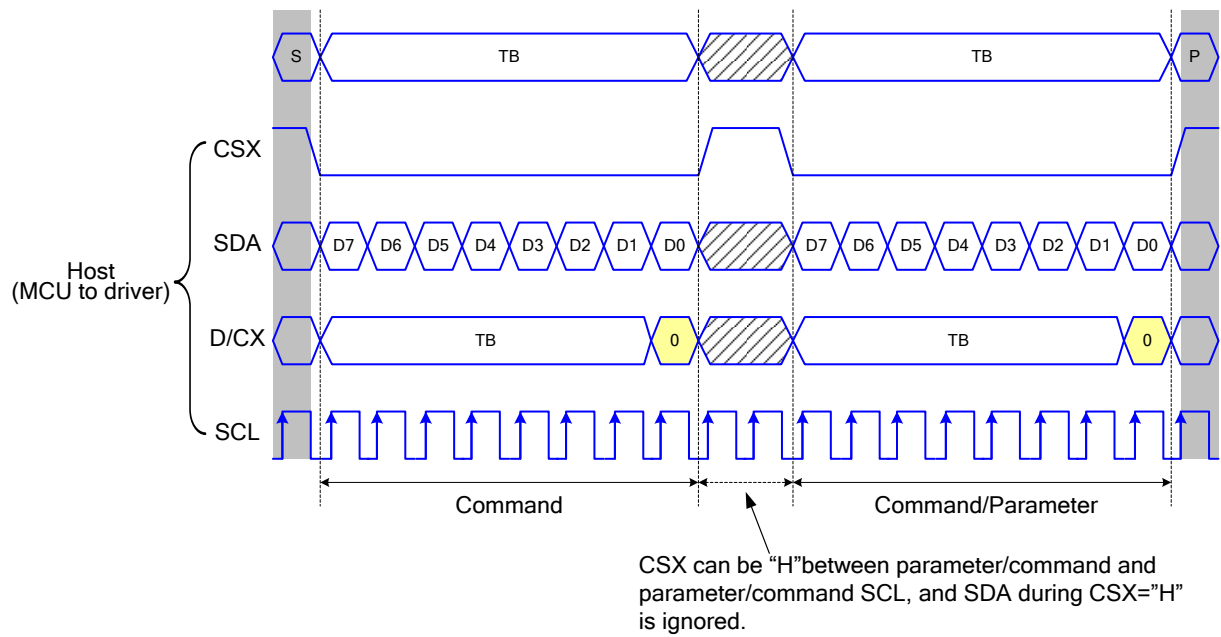 S TB TB P
CSX
SDA D7 D6 D5 D4 D3 D2 D1 D0 D7 D6 D5 D4 D3 D2 D1 D0
Host
(MCU to driver)
D/CX TB 0 TB 0
SCL
Command Command/Parameter
CSX can be “H”between parameter/command and
parameter/command SCL, and SDA during CSX=”H”
is ignored.